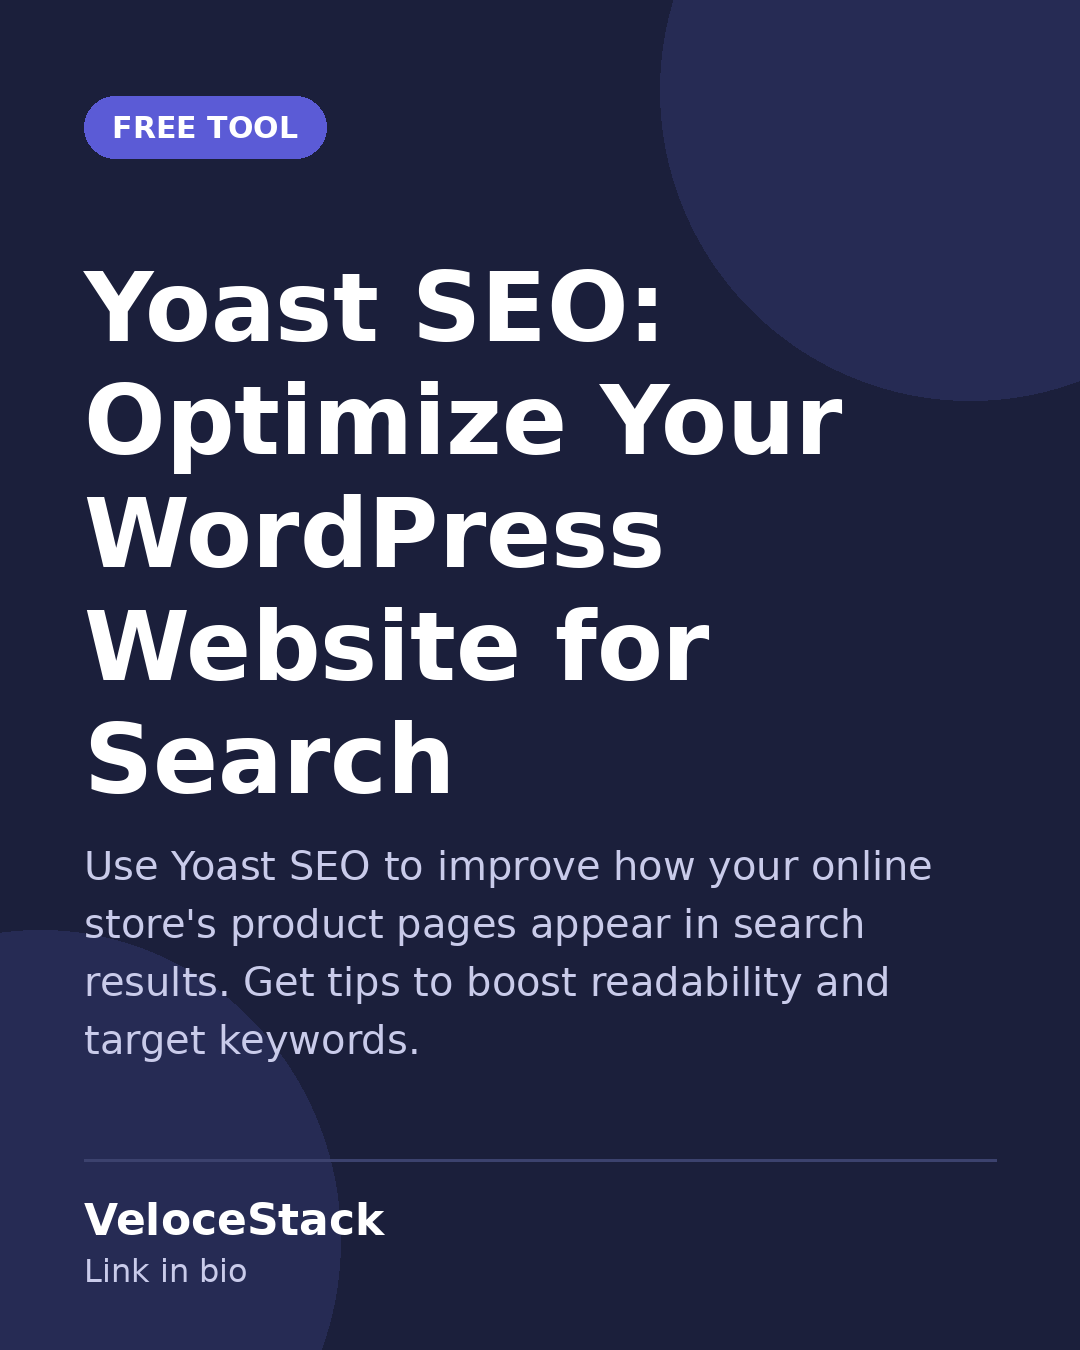 FREE TOOL
Yoast SEO:
Optimize Your
WordPress
Website for
Search
Use Yoast SEO to improve how your online
store's product pages appear in search
results. Get tips to boost readability and
target keywords.
VeloceStack
Link in bio